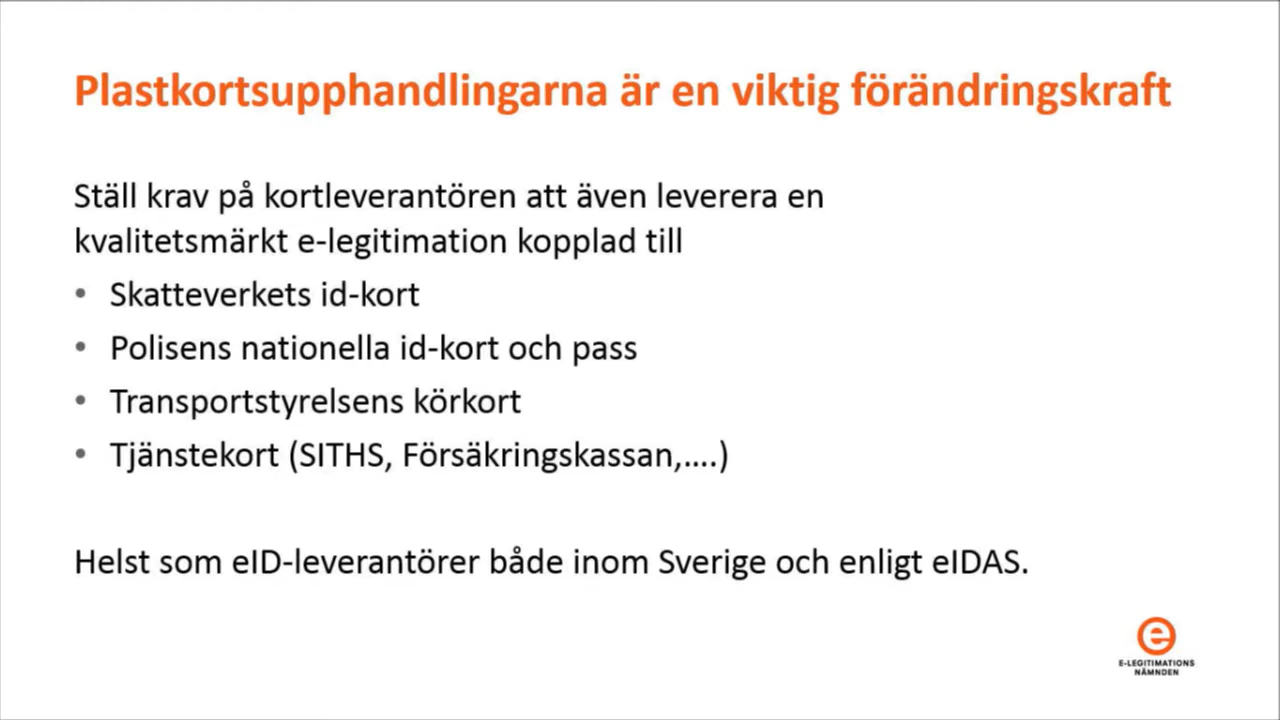 Plastkortsupphandlingarna är en viktig förändringskraft
Ställ krav på kortleverantören att även leverera en
kvalitetsmärkt e-legitimation kopplad till
• Skatteverkets id-kort
• Polisens nationella id-kort och pass
• Transportstyrelsens körkort
• Tjänstekort (SITHS, Försäkringskassan,....)
Helst som eID-leverantörer både inom Sverige och enligt eIDAS.
e
E-LEGITIMATIONS
NÄMNDEN